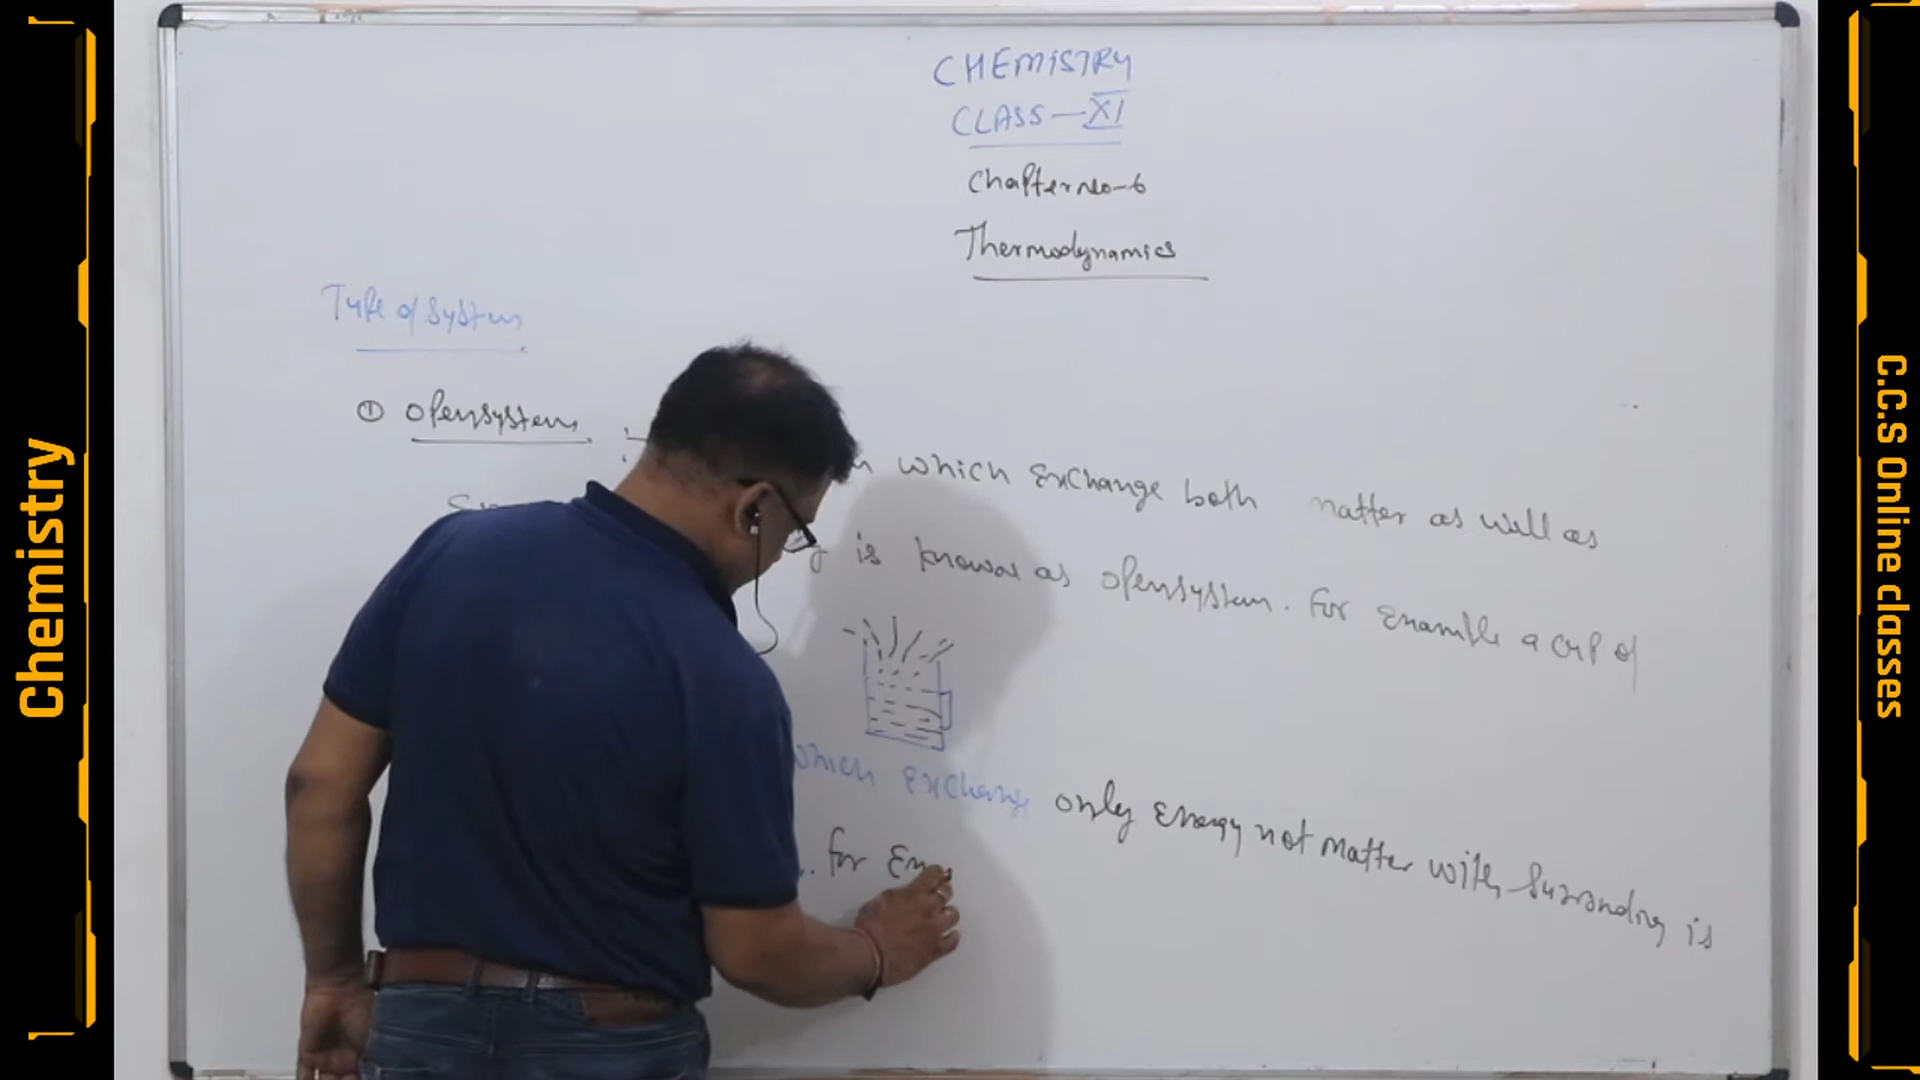 Chemistry
CHEMISTRY
CLASS — XI
Chapter no-6
Thermodynamics
Type of System
① Opensystem :-
which Exchange both matter as well as
is known as opensystem. For Example a cup of
which Exchange only Energy not matter with Surrounding is
.. for
C.C.S Online classes